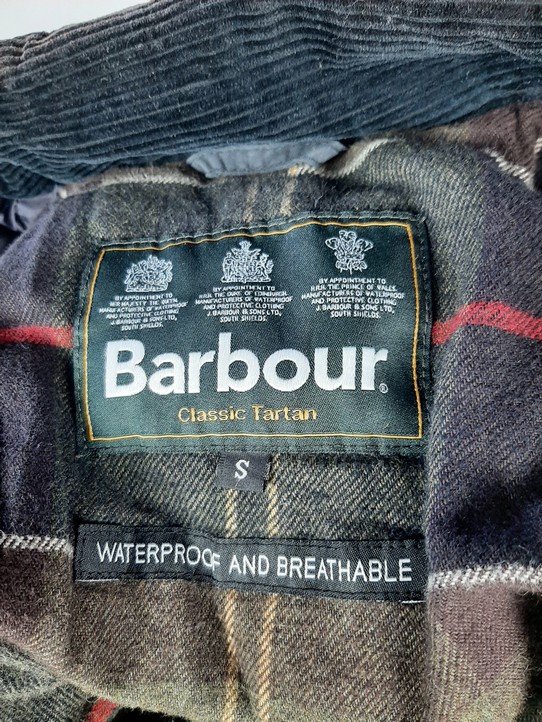 BY APPOINTMENT TO
HER MAJESTY THE QUEEN
MANUFACTURERS OF WATERPROOF
AND PROTECTIVE CLOTHING
J. BARBOUR & SONS LTD,
SOUTH SHIELDS.
BY APPOINTMENT TO
H.R.H. THE DUKE OF EDINBURGH
MANUFACTURERS OF WATERPROOF
AND PROTECTIVE CLOTHING
J. BARBOUR & SONS LTD,
SOUTH SHIELDS.
BY APPOINTMENT TO
H.R.H. THE PRINCE OF WALES
MANUFACTURERS OF WATERPROOF
AND PROTECTIVE CLOTHING
J. BARBOUR & SONS LTD,
SOUTH SHIELDS.
Barbour®
Classic Tartan
S
WATERPROOF AND BREATHABLE